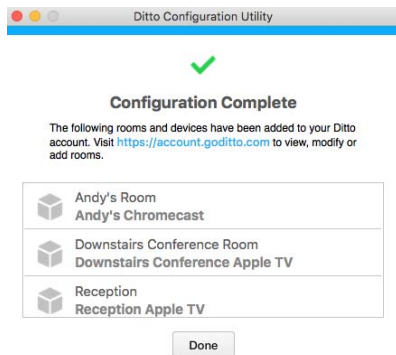 Ditto Configuration Utility
Configuration Complete
The following rooms and devices have been added to your Ditto
account. Visit https://account.goditto.com to view, modify or
add rooms.
Andy's Room
Andy's Chromecast
Downstairs Conference Room
Downstairs Conference Apple TV
Reception
Reception Apple TV
Done